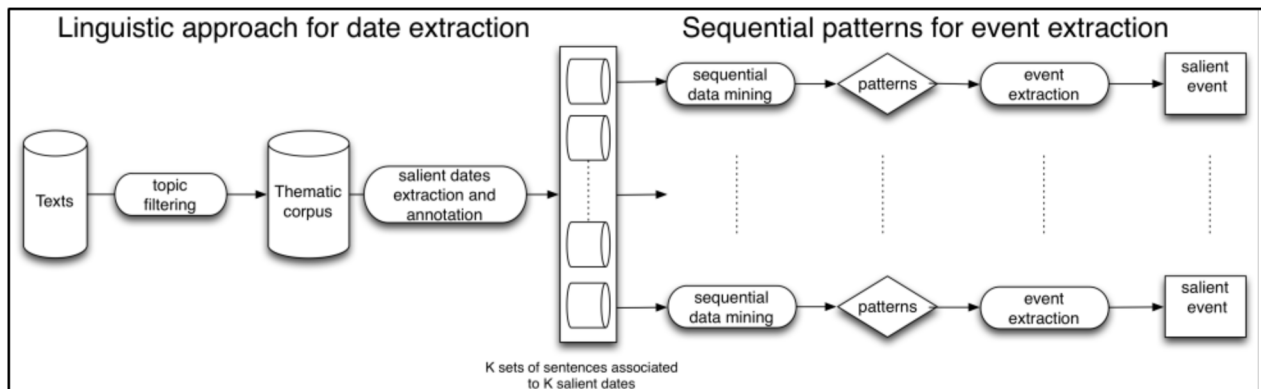 Linguistic approach for date extraction
Sequential patterns for event extraction
Texts
topic
filtering
Thematic
corpus
salient dates
extraction and
annotation
K sets of sentences associated
to K salient dates
sequential
data mining
patterns
event
extraction
salient
event
sequential
data mining
patterns
event
extraction
salient
event